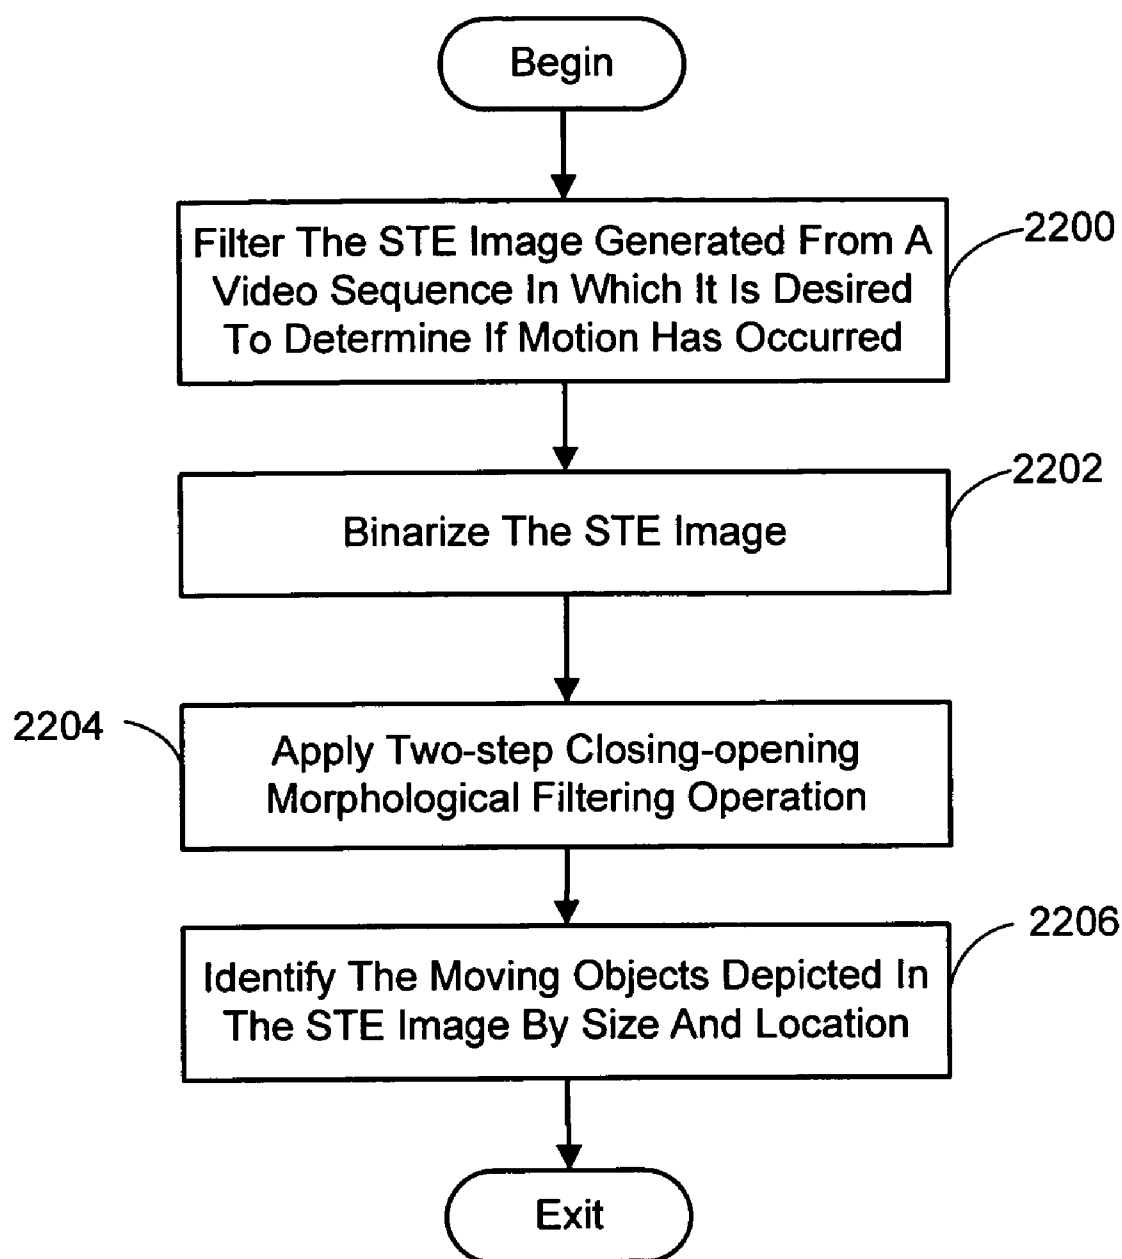 Begin
Filter The STE Image Generated From A
Video Sequence In Which It Is Desired
To Determine If Motion Has Occurred
2200
Binarize The STE Image
2202
2204
Apply Two-step Closing-opening
Morphological Filtering Operation
Identify The Moving Objects Depicted In
The STE Image By Size And Location
2206
Exit